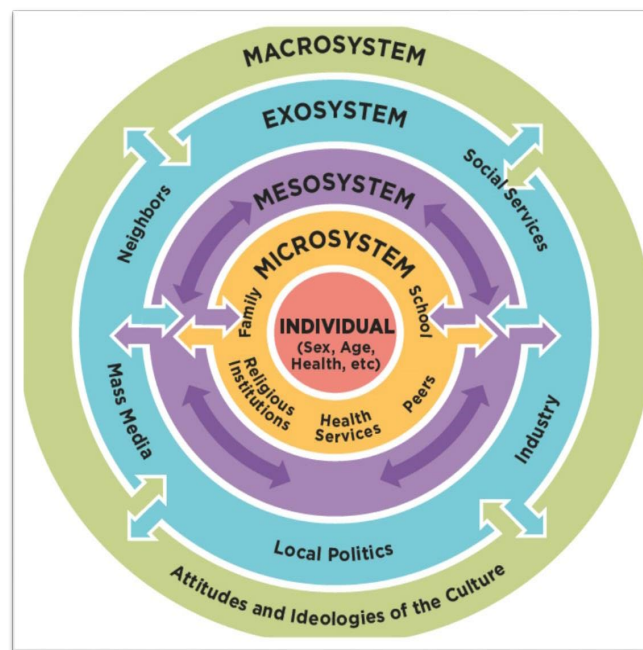 MACROSYSTEM
EXOSYSTEM
MESOSYSTEM
MICROSYSTEM
INDIVIDUAL
(Sex, Age,
Health, etc)
Family
School
Religious
Institutions
Health
Services
Peers
Neighbors
Social Services
Mass Media
Industry
Local Politics
Attitudes and Ideologies of the Culture